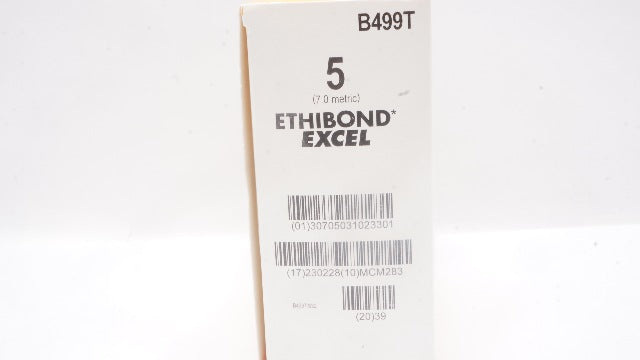 B499T
5
(7.0 metric)
ETHIBOND*
EXCEL
(01)30705031023301
(17)230228(10)MCM283
(20)39